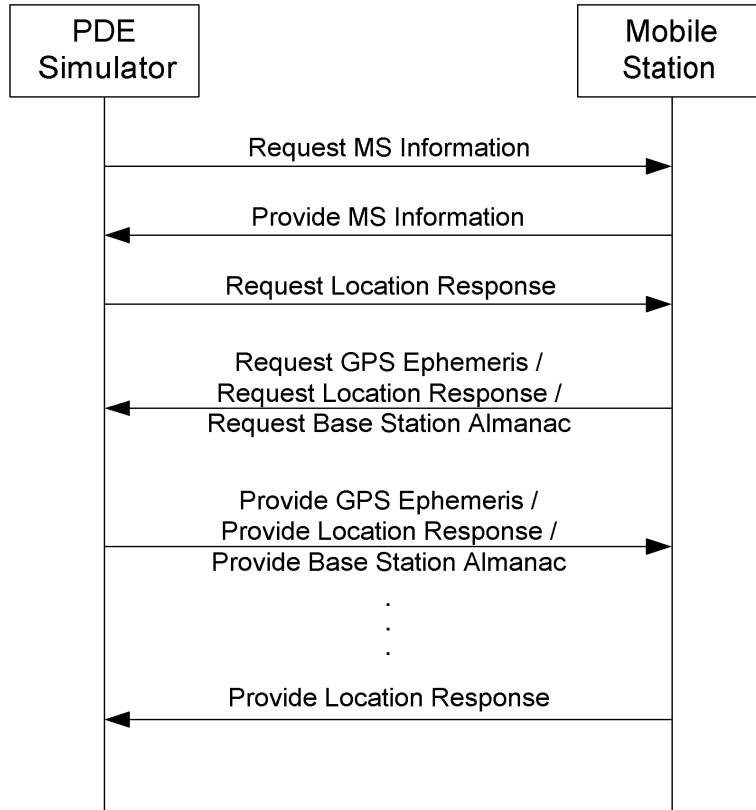 PDE
Simulator
Mobile
Station
Request MS Information
Provide MS Information
Request Location Response
Request GPS Ephemeris /
Request Location Response /
Request Base Station Almanac
Provide GPS Ephemeris /
Provide Location Response /
Provide Base Station Almanac
.
.
.
Provide Location Response